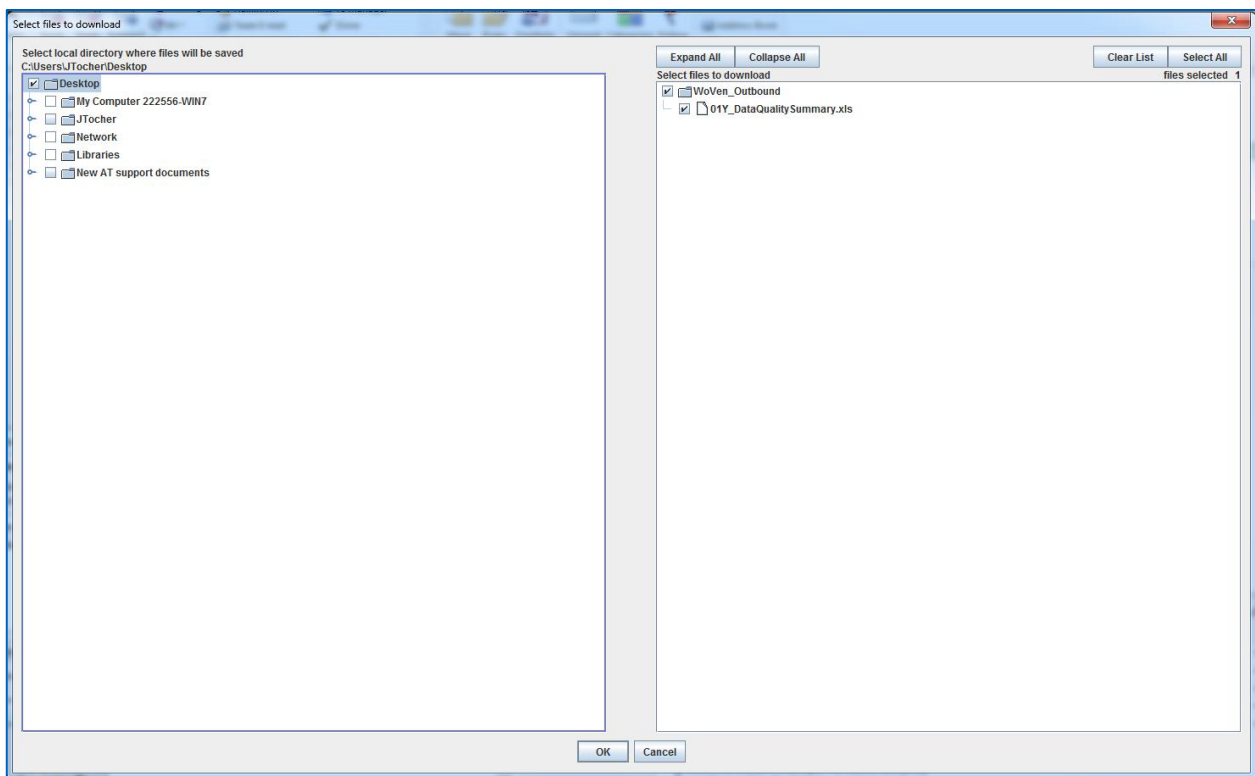 Select files to download
Select local directory where files will be saved
C:\Users\JTocher\Desktop
Desktop
My Computer 222556-WIN7
JTocher
Network
Libraries
New AT support documents
Expand All Collapse All Clear List Select All
Select files to download files selected 1
WoVen_Outbound
01Y_DataQualitySummary.xls
OK Cancel